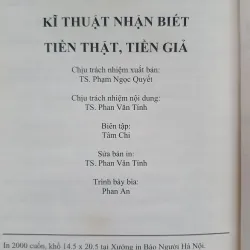 KĨ THUẬT NHẬN BIẾT
TIỀN THẬT, TIỀN GIẢ
Chịu trách nhiệm xuất bản:
TS. Phạm Ngọc Quyết
Chịu trách nhiệm nội dung:
TS. Phan Văn Tính
Biên tập:
Tâm Chi
Sửa bản in:
TS. Phan Văn Tính
Trình bày bìa:
Phan An
In 2000 cuốn, khổ 14.5 x 20.5 tại Xưởng in Báo Người Hà Nội.